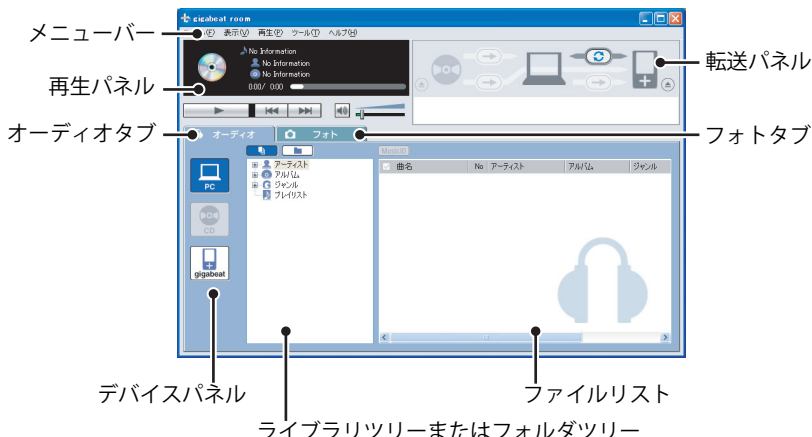 gigabeat room
メニューバー
(F) 表示(V) 再生(P) ツール(T) ヘルプ(H)
No Information
No Information
No Information
0:00/ 0:00
再生パネル
転送パネル
オーディオタブ
オーディオ
フォト
フォトタブ
MusicID
PC
CD
gigabeat
アーティスト
アルバム
ジャンル
プレイリスト
曲名 No アーティスト アルバム ジャンル
デバイスパネル
ファイルリスト
ライブラリツリーまたはフォルダツリー